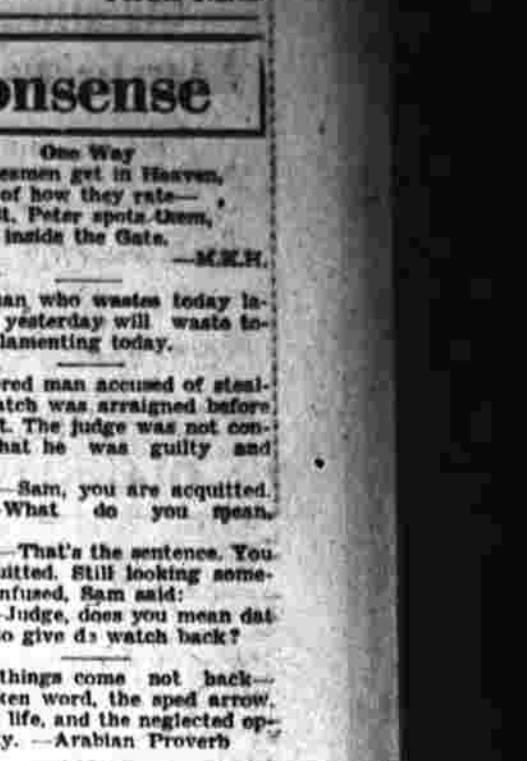 onsense
One Way
esmen get in Heaven,
of how they rate—
St. Peter spots them,
inside the Gate.
—M.K.H.
an who wastes today la-
yesterday will waste to-
lamenting today.
red man accused of steal-
atch was arraigned before
t. The judge was not con-
hat he was guilty and
—Sam, you are acquitted.
What do you mean,
—That's the sentence. You
uitted. Still looking some-
nfused, Sam said:
Judge, does you mean dat
o give da watch back?
things come not back—
ken word, the sped arrow,
life, and the neglected op-
y. —Arabian Proverb